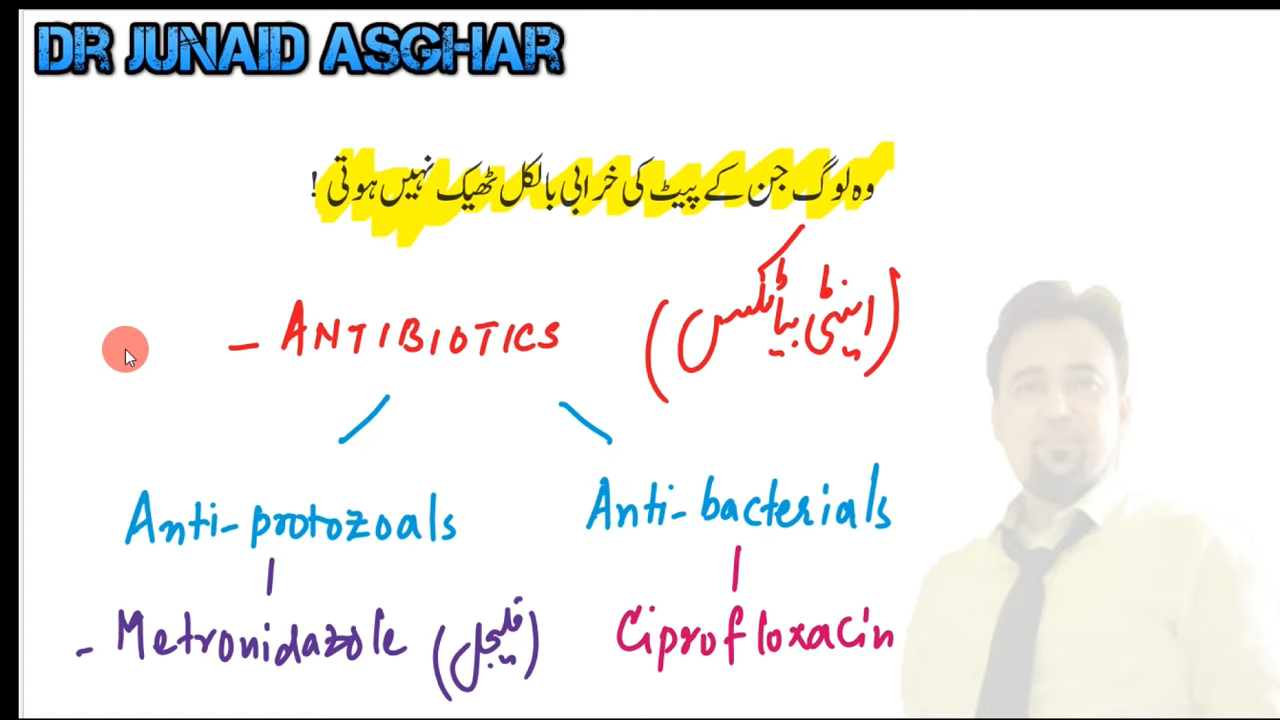 DR JUNAID ASGHAR
وہ لوگ جن کے پیٹ کی خرابی بالکل ٹھیک نہیں ہوتی !
- ANTIBIOTICS (اینٹی بیاٹکس)
Anti-protozoals Anti-bacterials
- Metronidazole (فلیجل) Ciprofloxacin